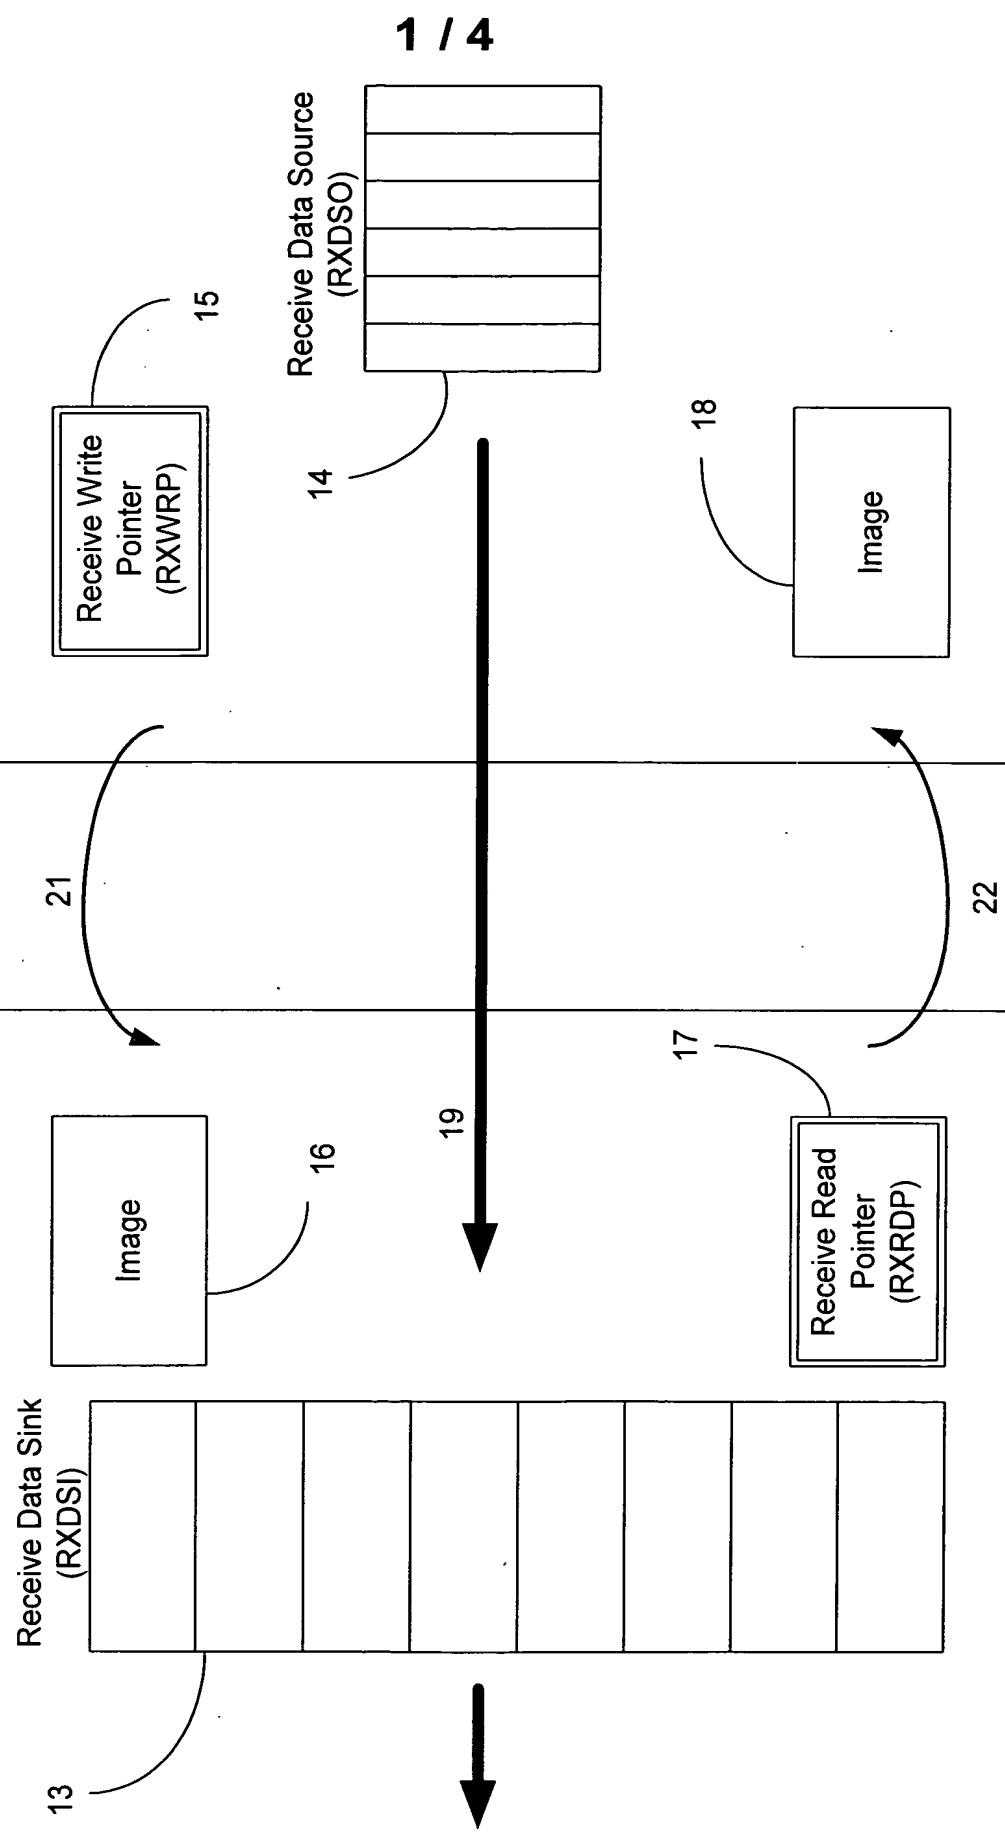 1 / 4
Receive Data Sink
(RXDSI)
13
Image
16
21
Receive Write
Pointer
(RXWRP)
15
19
Receive Data Source
(RXDSO)
14
Receive Read
Pointer
(RXRDP)
17
22
Image
18